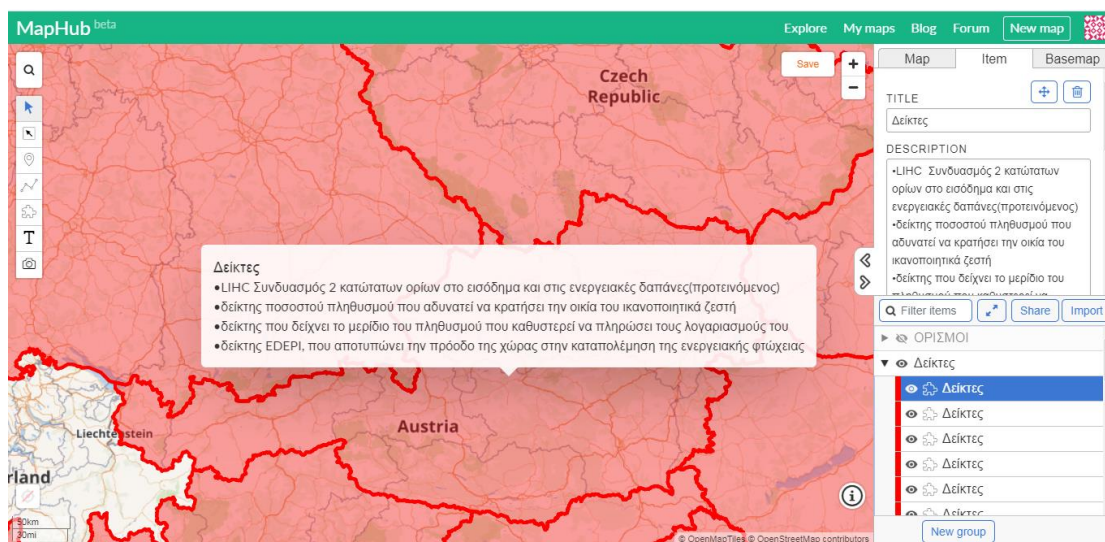 MapHub beta
Explore My maps Blog Forum New map
Save
+
−
Czech
Republic
Δείκτες
•LIHC Συνδυασμός 2 κατώτατων ορίων στο εισόδημα και στις ενεργειακές δαπάνες(προτεινόμενος)
•δείκτης ποσοστού πληθυσμού που αδυνατεί να κρατήσει την οικία του ικανοποιητικά ζεστή
•δείκτης που δείχνει το μερίδιο του πληθυσμού που καθυστερεί να πληρώσει τους λογαριασμούς του
•δείκτης EDEPI, που αποτυπώνει την πρόοδο της χώρας στην καταπολέμηση της ενεργειακής φτώχειας
T
Liechtenstein
Austria
rland
50km
30mi
© OpenMapTiles © OpenStreetMap contributors
Map Item Basemap
TITLE
Δείκτες
DESCRIPTION
•LIHC Συνδυασμός 2 κατώτατων
ορίων στο εισόδημα και στις
ενεργειακές δαπάνες(προτεινόμενος)
•δείκτης ποσοστού πληθυσμού που
αδυνατεί να κρατήσει την οικία του
ικανοποιητικά ζεστή
•δείκτης που δείχνει το μερίδιο του
πληθυσμού που καθυστερεί να
Filter items Share Import
ΟΡΙΣΜΟΙ
Δείκτες
Δείκτες
Δείκτες
Δείκτες
Δείκτες
Δείκτες
Δείκτες
New group